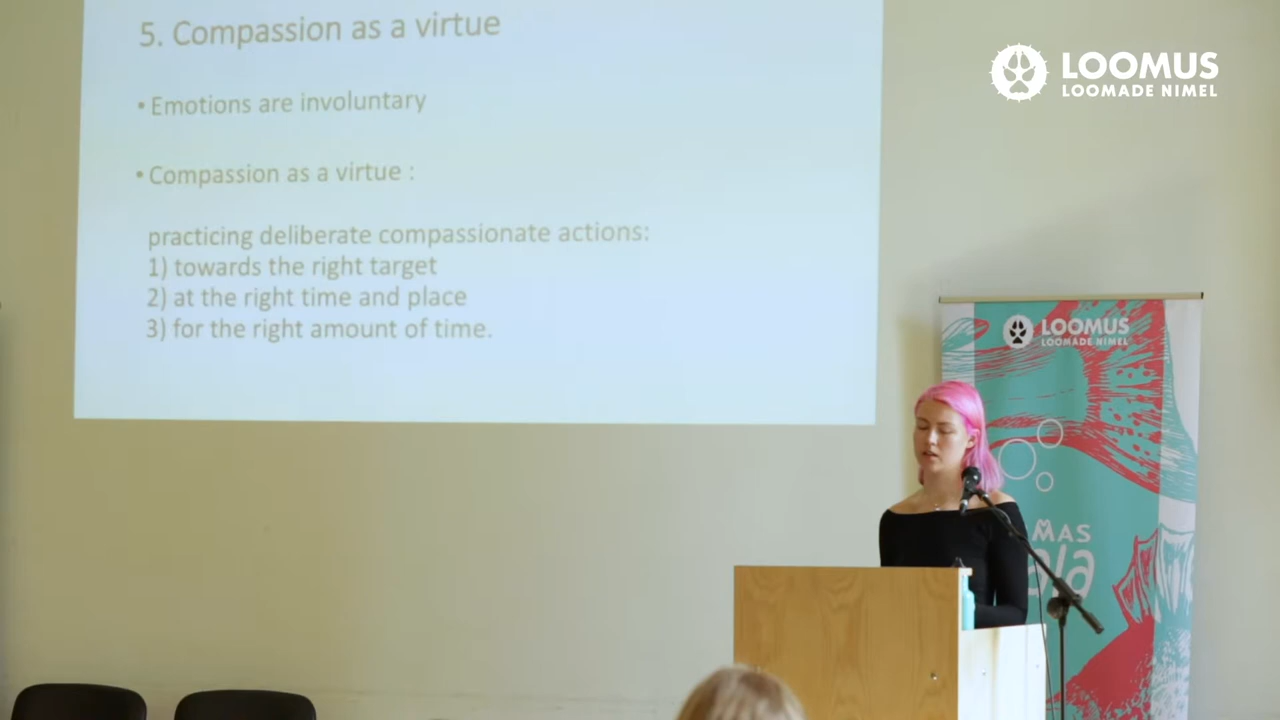 5. Compassion as a virtue
• Emotions are involuntary
• Compassion as a virtue :
practicing deliberate compassionate actions:
1) towards the right target
2) at the right time and place
3) for the right amount of time.
LOOMUS
LOOMADE NIMEL
LOOMUS
LOOMADE NIMEL
MAS